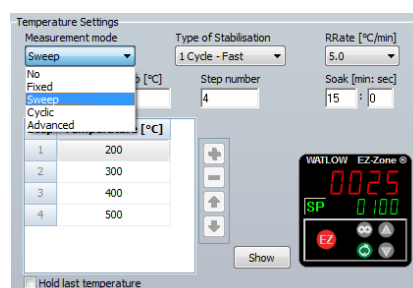 Temperature Settings
Measurement mode Type of Stabilisation RRate [°C/min]
Sweep 1 Cycle - Fast 5.0
No
Fixed
Sweep
Cyclic
Advanced
[°C] Step number Soak [min: sec]
4 15 : 0
[°C]
1 200
2 300
3 400
4 500
WATLOW EZ-Zone ®
0025
SP 0100
EZ
Show
Hold last temperature